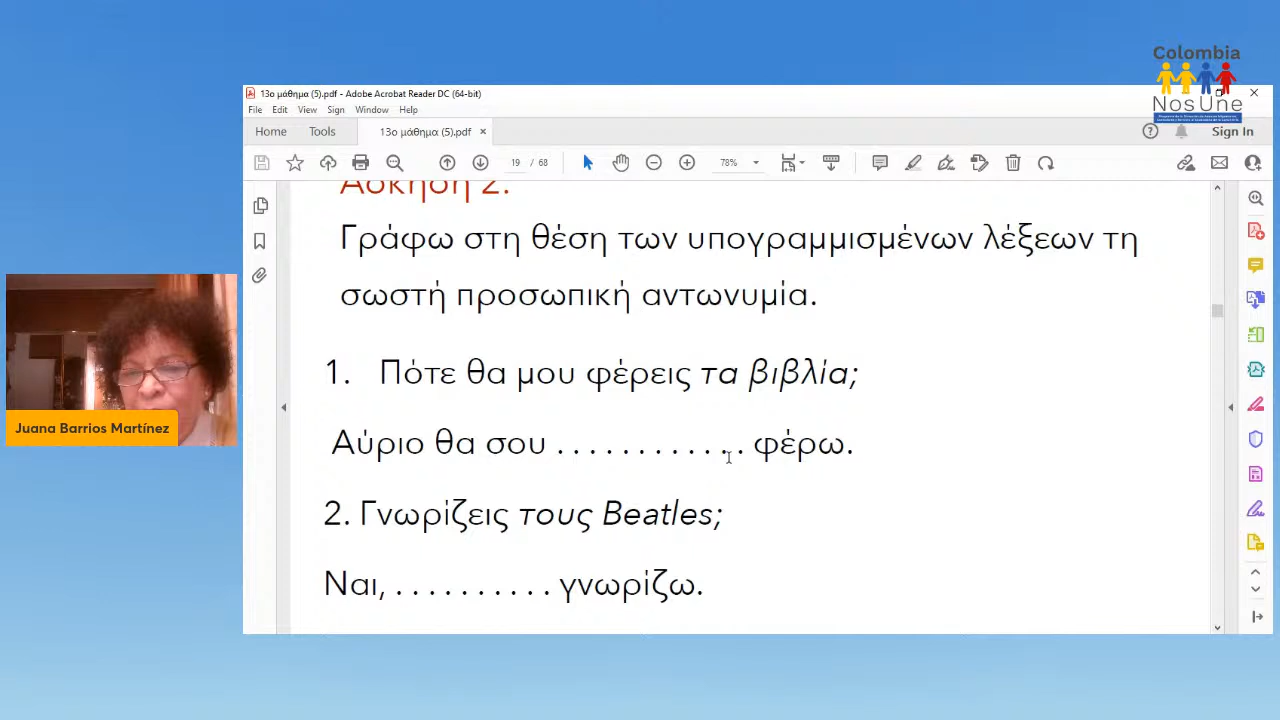 Colombia
NosUne
13ο μάθημα (5).pdf - Adobe Acrobat Reader DC (64-bit)
File Edit View Sign Window Help
Home Tools 13ο μάθημα (5).pdf × Sign In
19 / 68 78%
Άσκηση 2.
Γράφω στη θέση των υπογραμμισμένων λέξεων τη
σωστή προσωπική αντωνυμία.
1. Πότε θα μου φέρεις τα βιβλία;
Αύριο θα σου . . . . . . . . . . . . φέρω.
2. Γνωρίζεις τους Beatles;
Ναι, . . . . . . . . . . γνωρίζω.
Juana Barrios Martínez